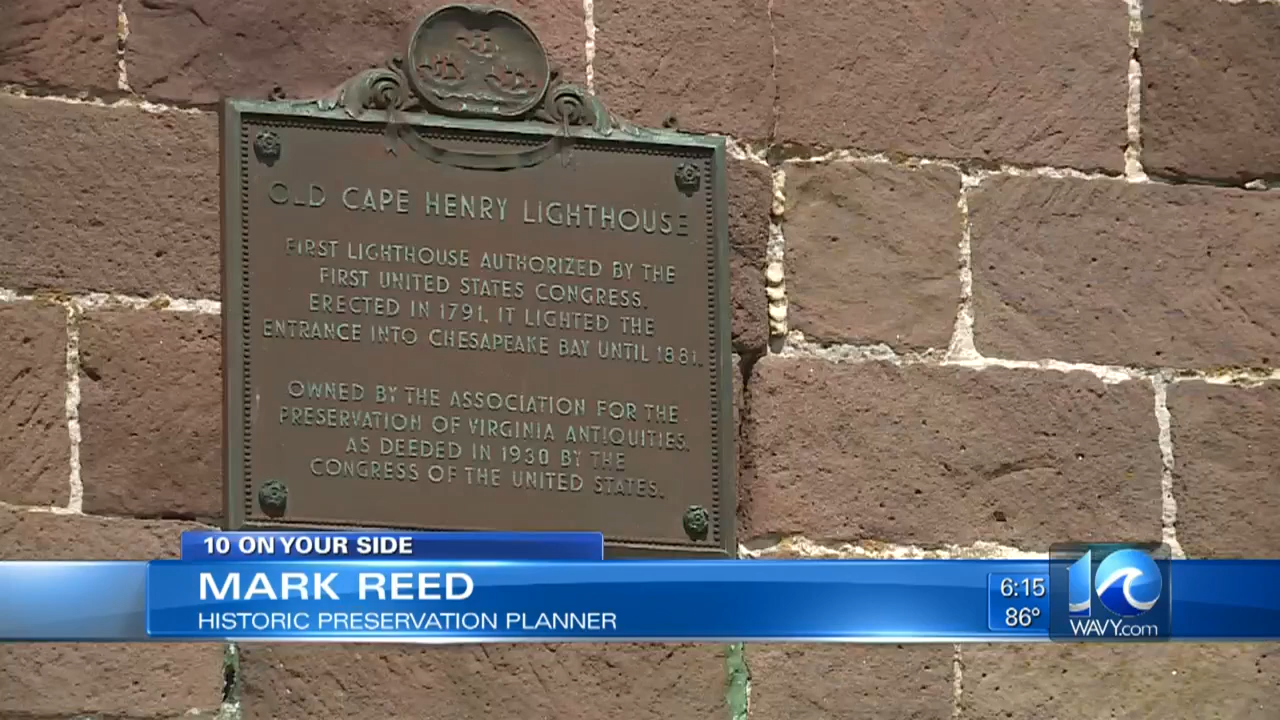 OLD CAPE HENRY LIGHTHOUSE
FIRST LIGHTHOUSE AUTHORIZED BY THE
FIRST UNITED STATES CONGRESS.
ERECTED IN 1791. IT LIGHTED THE
ENTRANCE INTO CHESAPEAKE BAY UNTIL 1881.
OWNED BY THE ASSOCIATION FOR THE
PRESERVATION OF VIRGINIA ANTIQUITIES.
AS DEEDED IN 1930 BY THE
CONGRESS OF THE UNITED STATES.
10 ON YOUR SIDE
MARK REED
HISTORIC PRESERVATION PLANNER
6:15
86°
10
WAVY.com